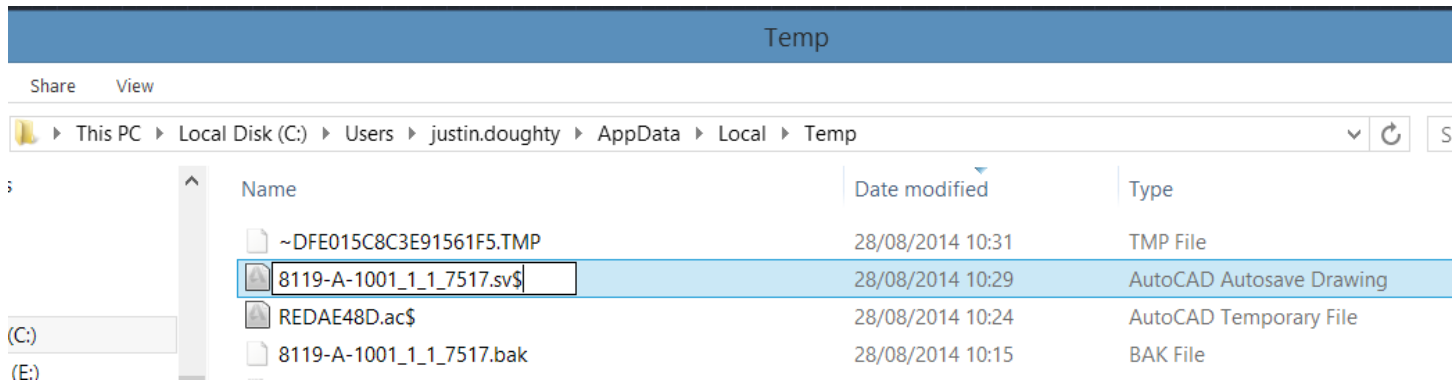 Temp
Share View
This PC Local Disk (C:) Users justin.doughty AppData Local Temp S
s Name Date modified Type
~DFE015C8C3E91561F5.TMP 28/08/2014 10:31 TMP File
8119-A-1001_1_1_7517.sv$ 28/08/2014 10:29 AutoCAD Autosave Drawing
REDAE48D.ac$ 28/08/2014 10:24 AutoCAD Temporary File
(C:)
8119-A-1001_1_1_7517.bak 28/08/2014 10:15 BAK File
(E:)